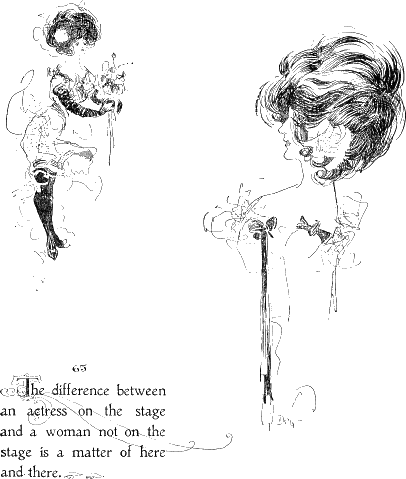 63
The difference between
an actress on the stage
and a woman not on the
stage is a matter of here
and there.